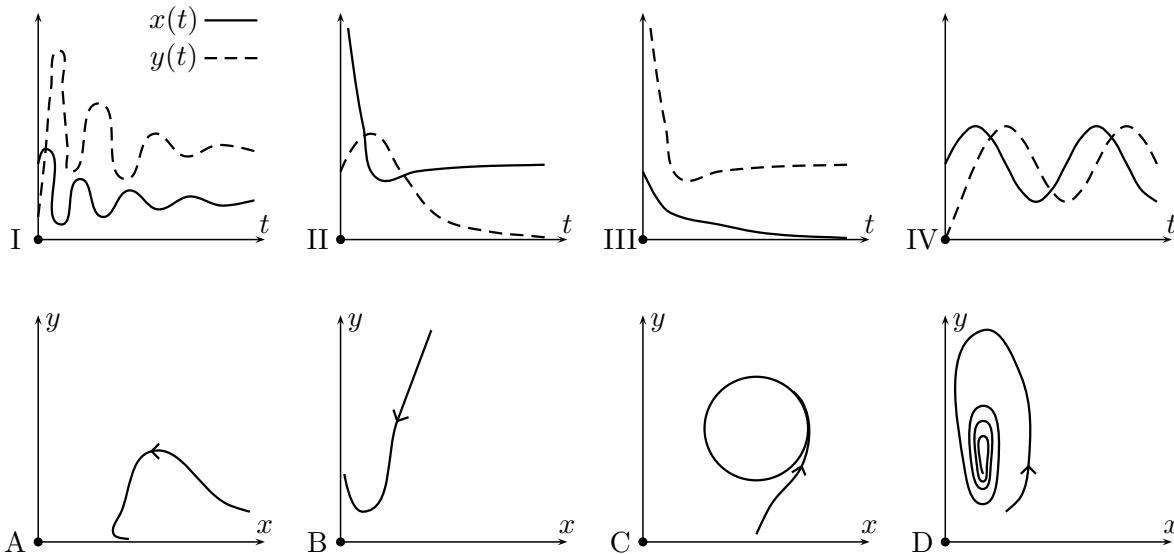 x(t)
y(t)
I t II t III t IV t
y y y y
A x B x C x D x